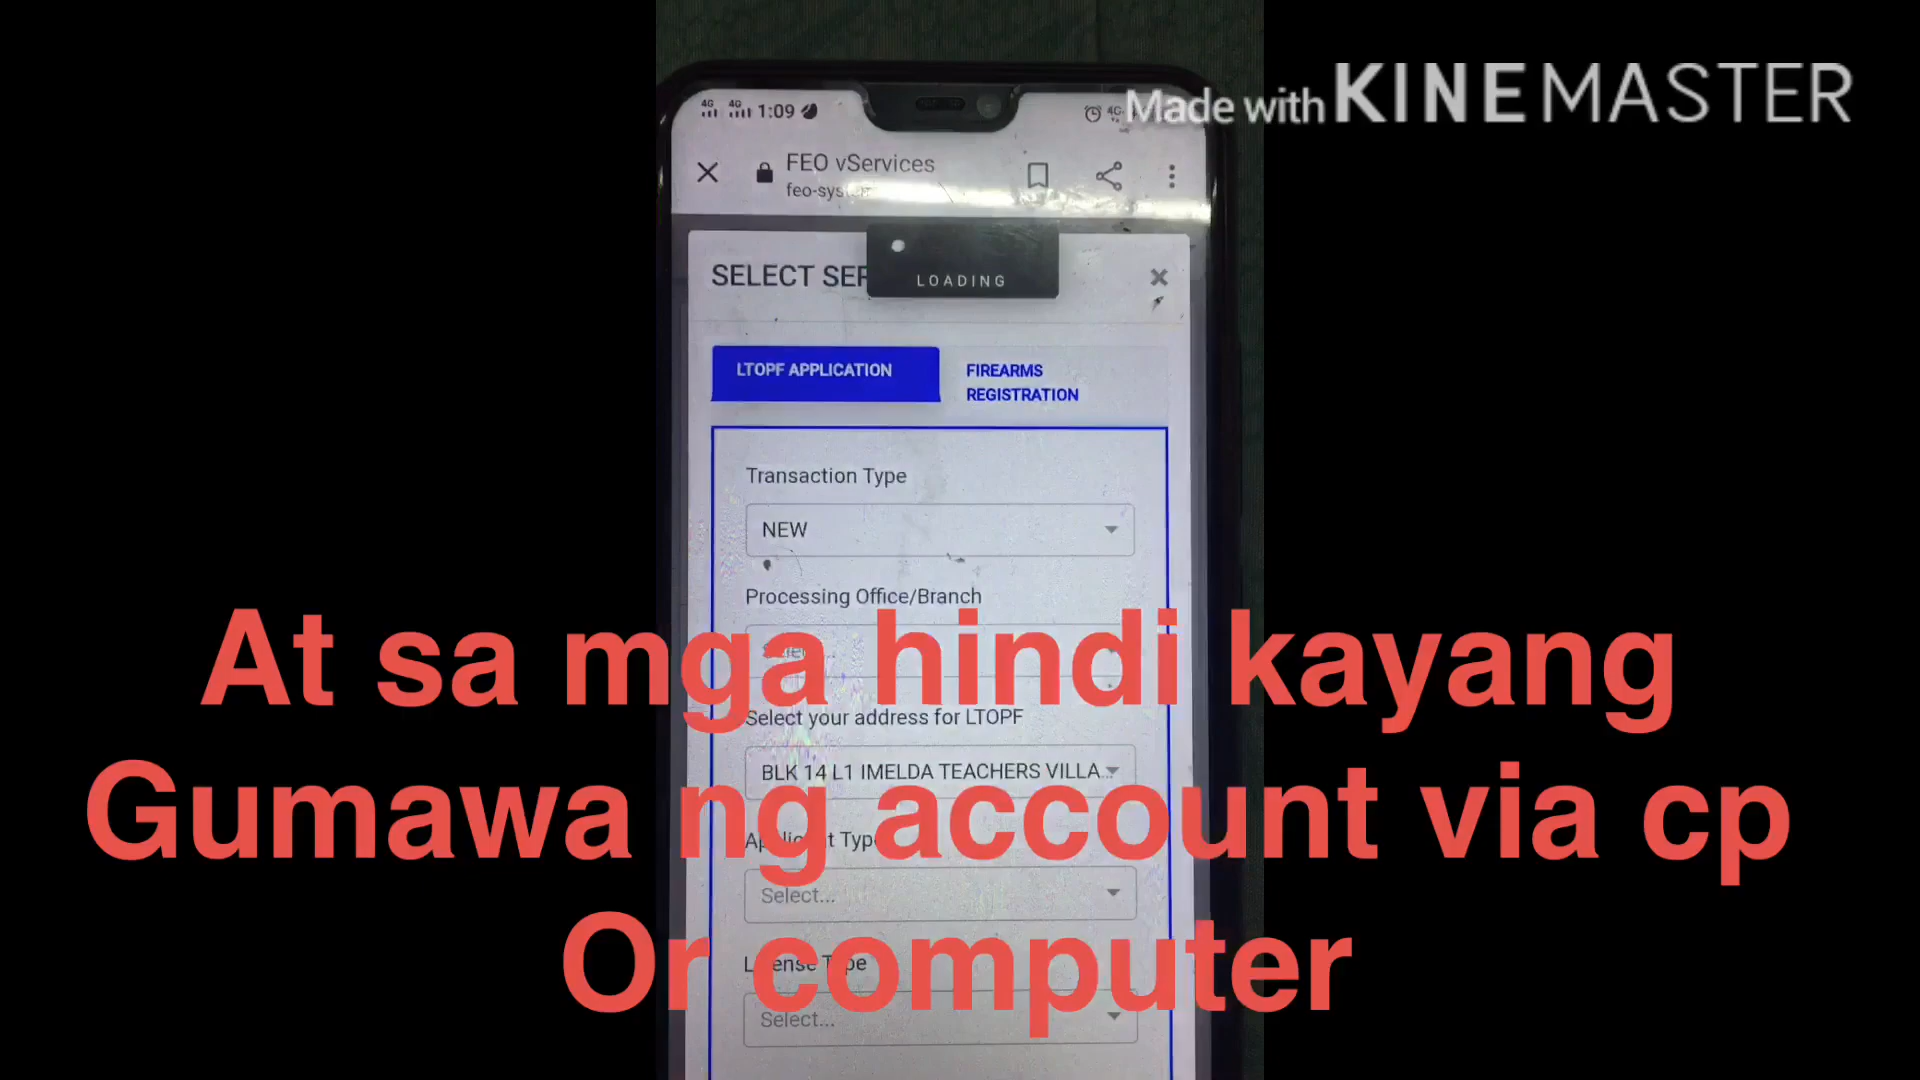 Made with KINEMASTER
4G 4G 1:09
FEO vServices
feo-sys
LOADING
SELECT SER
LTOPF APPLICATION
FIREARMS
REGISTRATION
Transaction Type
NEW
Processing Office/Branch
Select your address for LTOPF
BLK 14 L1 IMELDA TEACHERS VILLA...
Applicant Type
Select...
License Type
Select...
At sa mga hindi kayang
Gumawa ng account via cp
Or computer